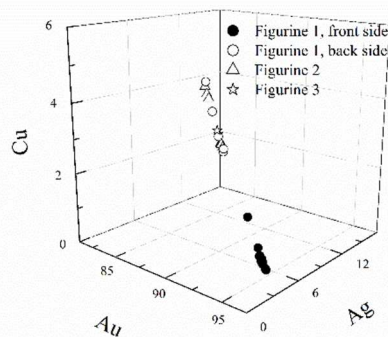 6
4
2
0
Cu
● Figurine 1, front side
○ Figurine 1, back side
△ Figurine 2
☆ Figurine 3
85
90
95
Au
0
6
12
Ag